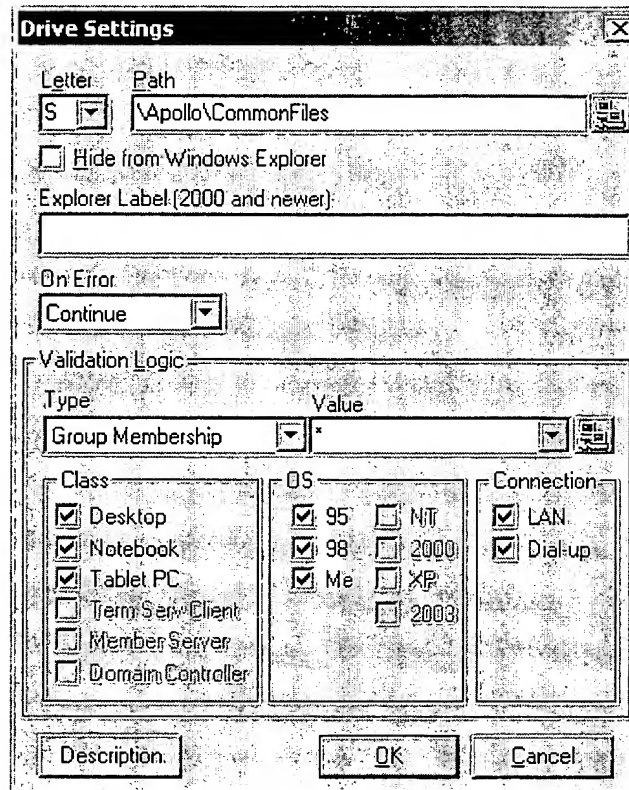 Drive Settings
Letter Path
S \Apollo\CommonFiles
Hide from Windows Explorer
Explorer Label (2000 and newer)
On Error
Continue
Validation Logic
Type Value
Group Membership *
Class OS Connection
Desktop 95 NT LAN
Notebook 98 2000 Dial-up
Tablet PC Me XP
Term Serv Client 2003
Member Server
Domain Controller
Description. OK Cancel